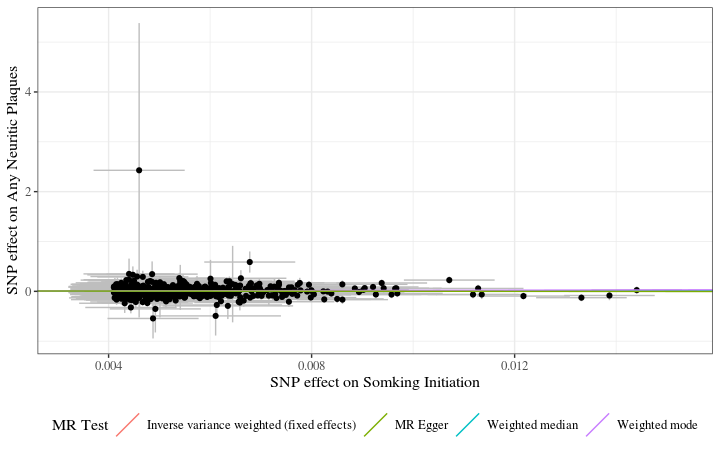 SNP effect on Any Neuritic Plaques
4
2
0
0.004
0.008
0.012
SNP effect on Somking Initiation
MR Test
Inverse variance weighted (fixed effects)
MR Egger
Weighted median
Weighted mode